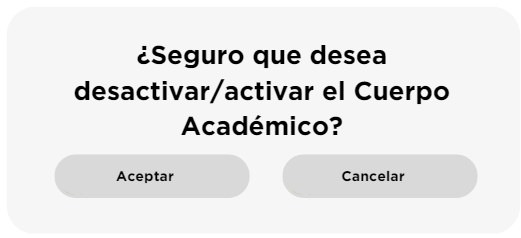 ¿Seguro que desea
desactivar/activar el Cuerpo
Académico?
Aceptar Cancelar